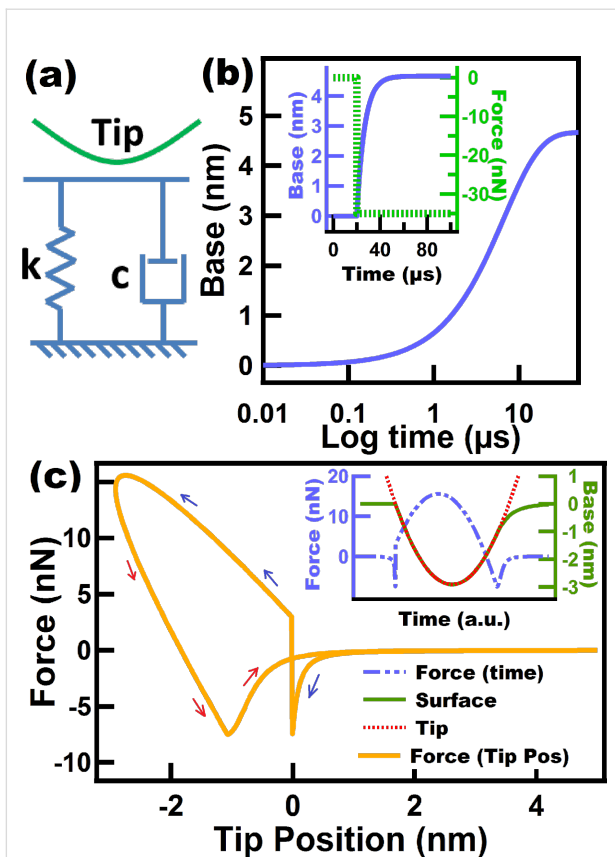 (a)
Tip
k
c
(b)
Base (nm)
5
4
3
2
1
0
0.01 0.1 1 10
Log time (µs)
Base (nm)
4
3
2
1
0
Force (nN)
0
-10
-20
-30
0 40 80
Time (µs)
(c)
Force (nN)
15
10
5
0
-5
-10
-2 0 2 4
Tip Position (nm)
Force (nN)
20
10
0
Base (nm)
1
0
-1
-2
-3
Time (a.u.)
Force (time)
Surface
Tip
Force (Tip Pos)